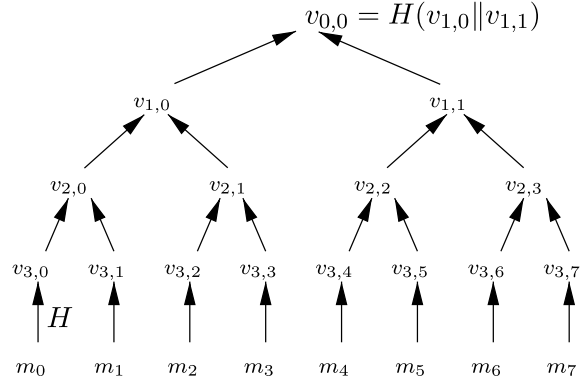 v_{0,0} = H(v_{1,0}‖v_{1,1})
v_{1,0} v_{1,1}
v_{2,0} v_{2,1} v_{2,2} v_{2,3}
v_{3,0} v_{3,1} v_{3,2} v_{3,3} v_{3,4} v_{3,5} v_{3,6} v_{3,7}
H
m_0 m_1 m_2 m_3 m_4 m_5 m_6 m_7